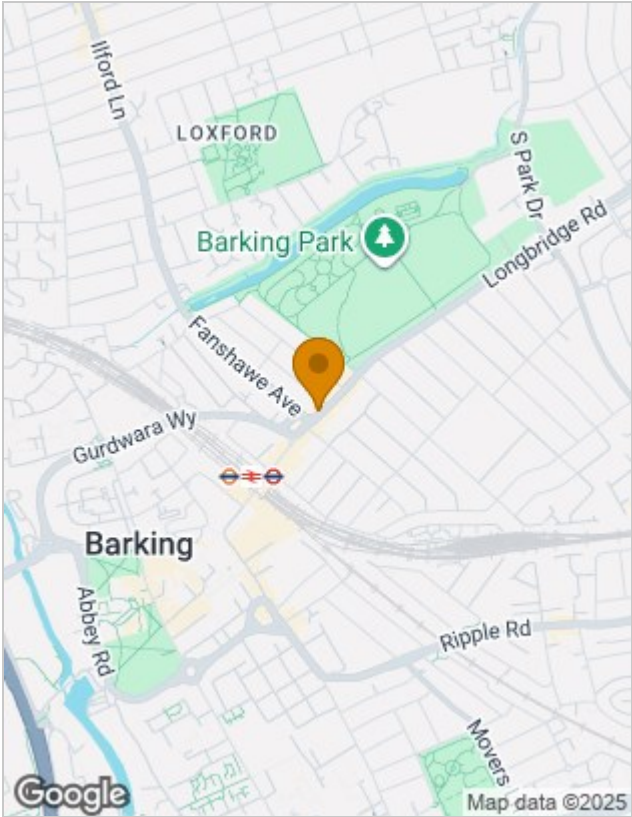 Ilford Ln
LOXFORD
S Park Dr
Barking Park
Longbridge Rd
Fanshawe Ave
Gurdwara Wy
Barking
Abbey Rd
Ripple Rd
Movers
Google
Map data ©2025